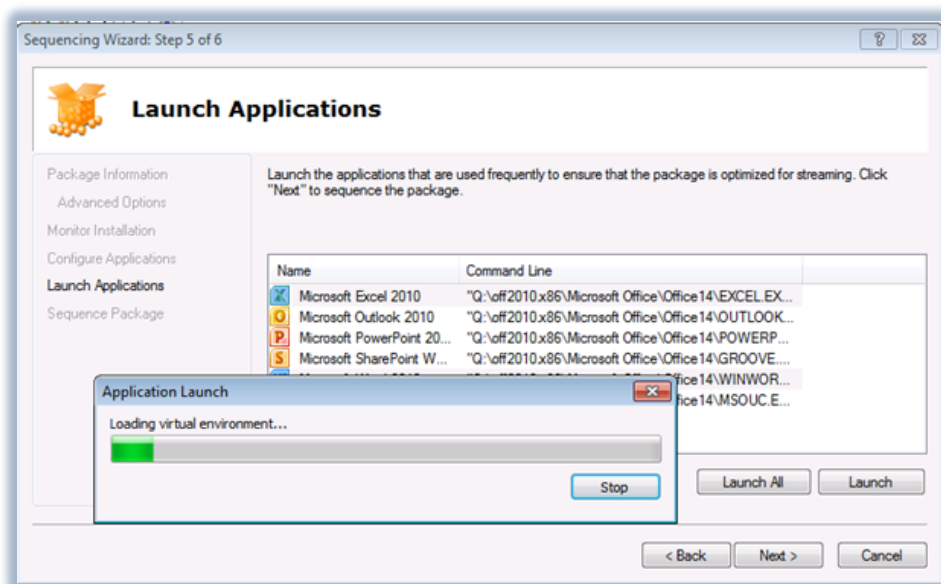 Sequencing Wizard: Step 5 of 6
Launch Applications
Package Information
Advanced Options
Monitor Installation
Configure Applications
Launch Applications
Sequence Package
Launch the applications that are used frequently to ensure that the package is optimized for streaming. Click
"Next" to sequence the package.
Name Command Line
Microsoft Excel 2010 "Q:\off2010.x86\Microsoft Office\Office14\EXCEL.EX...
Microsoft Outlook 2010 "Q:\off2010.x86\Microsoft Office\Office14\OUTLOOK...
Microsoft PowerPoint 20... "Q:\off2010.x86\Microsoft Office\Office14\POWERP...
Microsoft SharePoint W... "Q:\off2010.x86\Microsoft Office\Office14\GROOVE....
ffice14\WINWOR...
ffice14\MSOUC.E...
Application Launch
Loading virtual environment...
Stop
Launch All Launch
< Back Next > Cancel